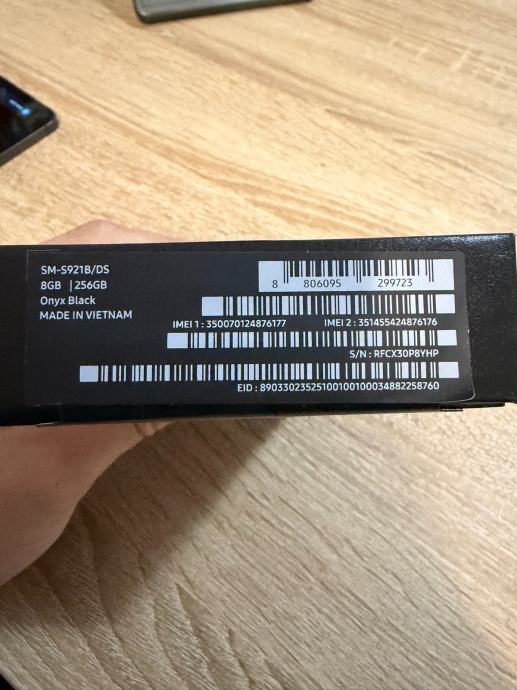 SM-S921B/DS
8GB | 256GB
Onyx Black
MADE IN VIETNAM
8 806095 299723
IMEI 1 : 350070124876177 IMEI 2 : 351455424876176
S/N : RFCX30P8YHP
EID : 89033023525100100100034882258760